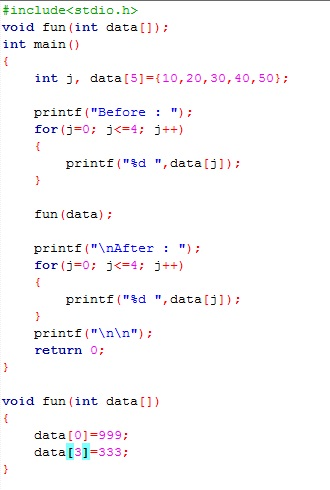 #include<stdio.h>
void fun(int data[]);
int main()
{
    int j, data[5]={10,20,30,40,50};

    printf("Before : ");
    for(j=0; j<=4; j++)
    {
        printf("%d ",data[j]);
    }

    fun(data);

    printf("\nAfter : ");
    for(j=0; j<=4; j++)
    {
        printf("%d ",data[j]);
    }
    printf("\n\n");
    return 0;
}

void fun(int data[])
{
    data[0]=999;
    data[3]=333;
}